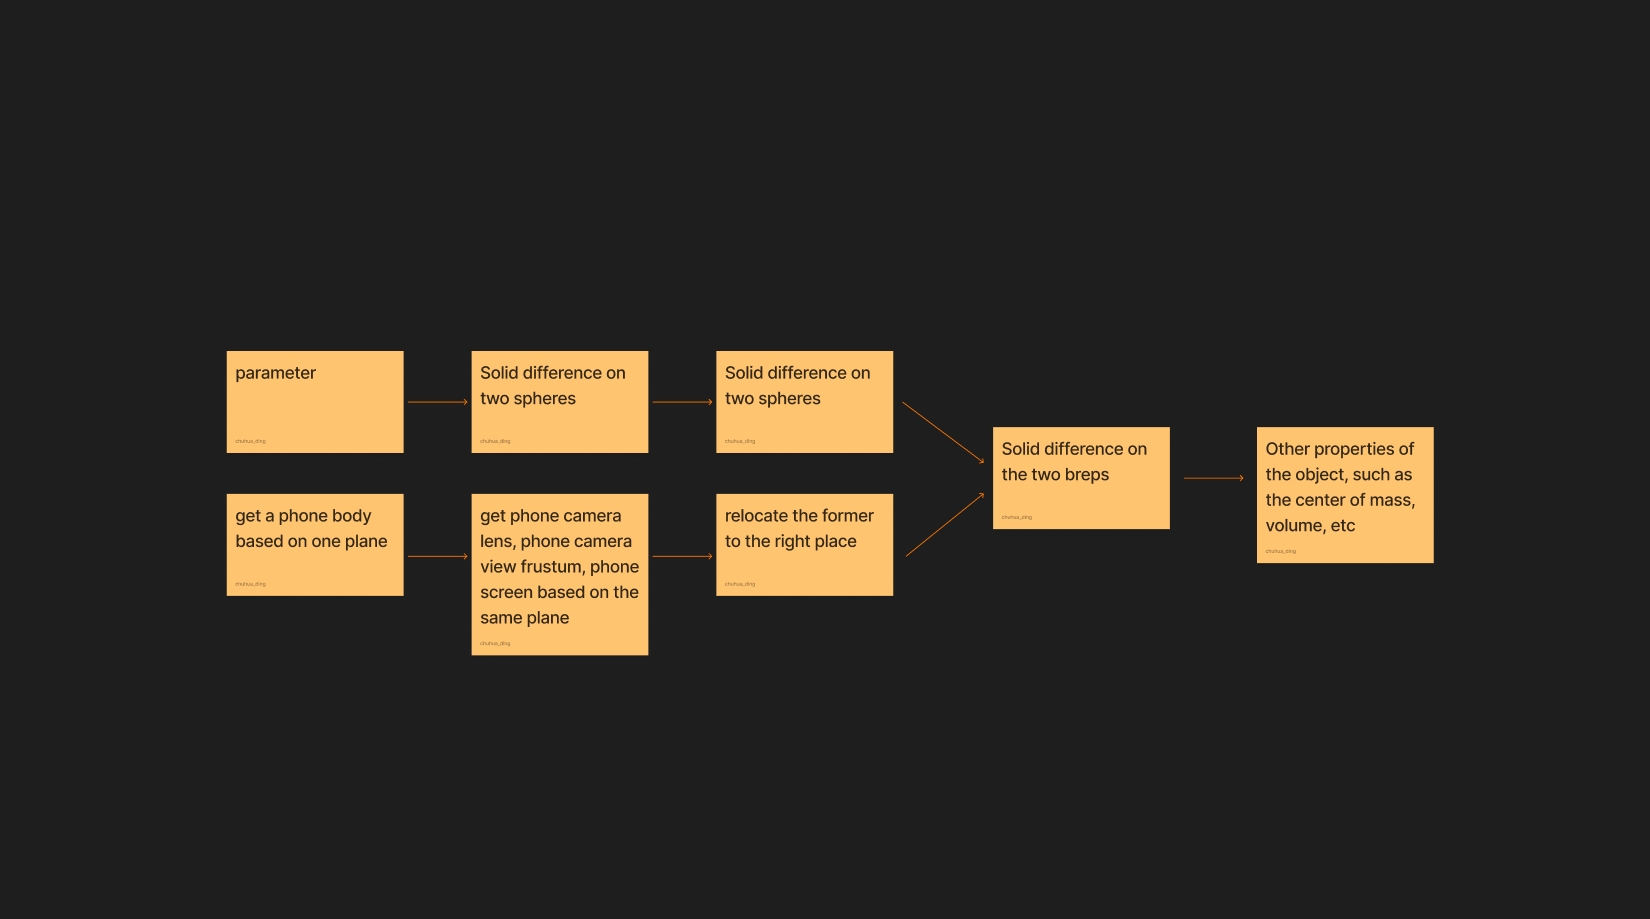 parameter
chuhua_ding
Solid difference on
two spheres
chuhua_ding
Solid difference on
two spheres
chuhua_ding
get a phone body
based on one plane
chuhua_ding
get phone camera
lens, phone camera
view frustum, phone
screen based on the
same plane
chuhua_ding
relocate the former
to the right place
chuhua_ding
Solid difference on
the two breps
chuhua_ding
Other properties of
the object, such as
the center of mass,
volume, etc
chuhua_ding